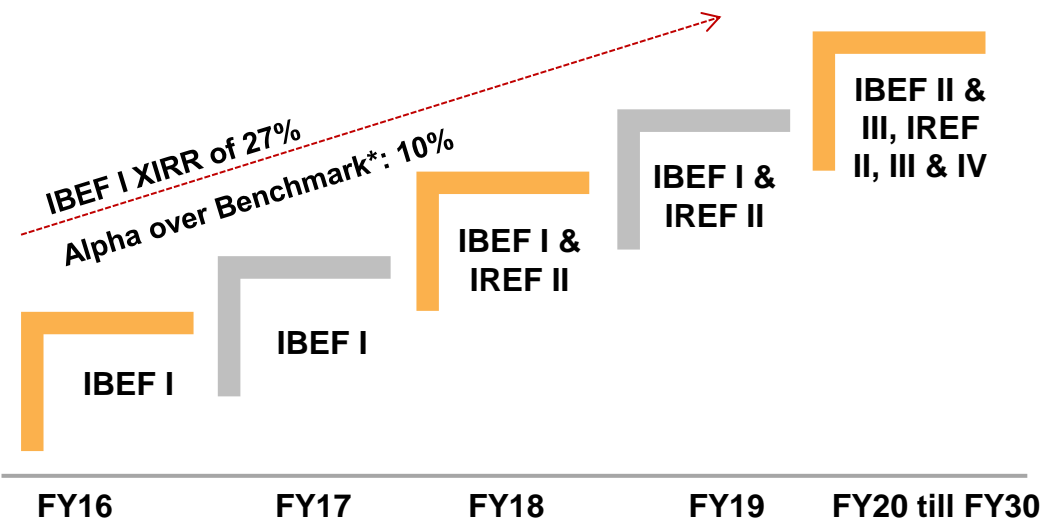 IBEF I XIRR of 27%
Alpha over Benchmark*: 10%
IBEF I
IBEF I
IBEF I &
IREF II
IBEF I &
IREF II
IBEF II &
III, IREF
II, III & IV
FY16
FY17
FY18
FY19
FY20 till FY30